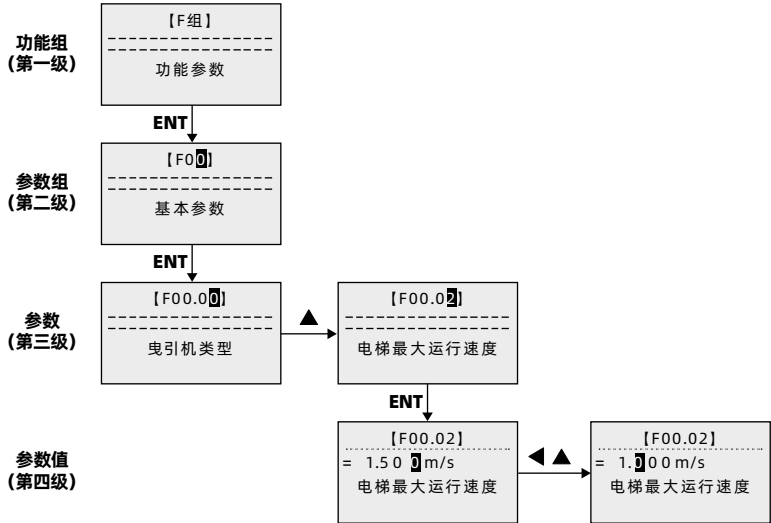 功能组
(第一级)
【F组】
功能参数
ENT
参数组
(第二级)
【F00】
基本参数
ENT
参数
(第三级)
【F00.00】
曳引机类型
▲
【F00.02】
电梯最大运行速度
ENT
参数值
(第四级)
【F00.02】
= 1.500m/s
电梯最大运行速度
◀ ▲
【F00.02】
= 1.000m/s
电梯最大运行速度